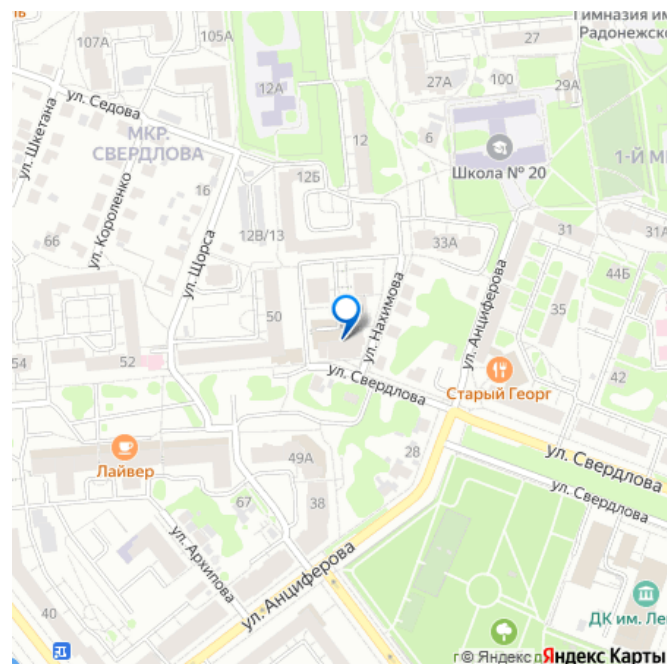 1Б
107А
105А
Гимназия им
Радонежско
27
12А
27А
100
29А
ул. Седова
ул. Шкетана
МКР.
СВЕРДЛОВА
12
6
Школа № 20
1-Й М
12Б
16
ул. Короленко
66
ул. Щорса
12В/13
33А
31
31А
ул. Нахимова
ул. Анциферова
44Б
35
50
54
52
ул. Свердлова
Старый Георг
42
Лайвер
49А
28
ул. Свердлова
ул. Свердлова
38
67
ул. Архипова
ул. Анциферова
40
ДК им. Ле
г© Яндекс Яндекс Карты